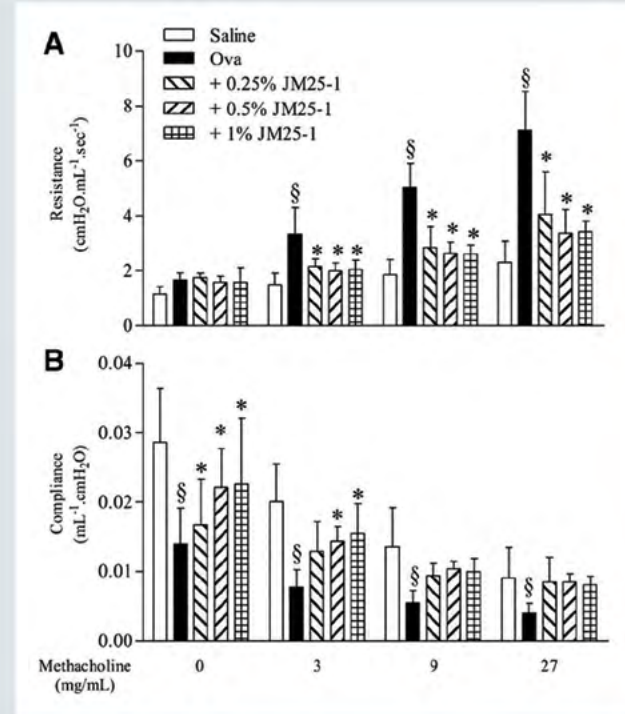 A
Saline
Ova
+ 0.25% JM25-1
+ 0.5% JM25-1
+ 1% JM25-1
Resistance
(cmH₂O.mL⁻¹.sec⁻¹)
10
8
6
4
2
0
§
§
§
* * *
* * *
* * *
B
Compliance
(mL⁻¹.cmH₂O)
0.04
0.03
0.02
0.01
0.00
§ * * *
§ * *
§
§
Methacholine 0 3 9 27
(mg/mL)